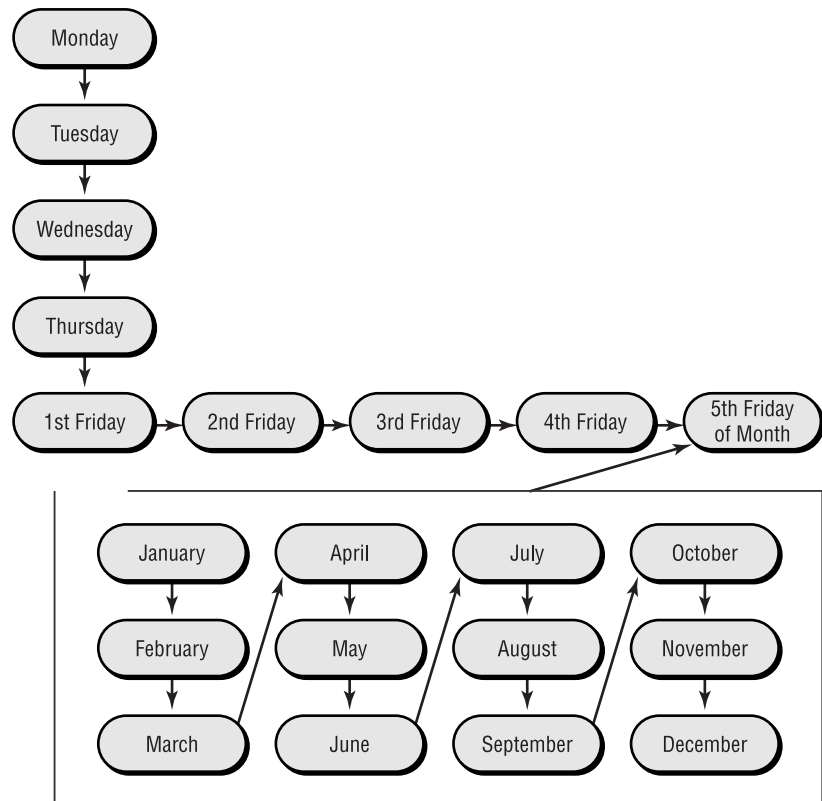 Monday
Tuesday
Wednesday
Thursday
1st Friday
2nd Friday
3rd Friday
4th Friday
5th Friday
of Month
January
April
July
October
February
May
August
November
March
June
September
December